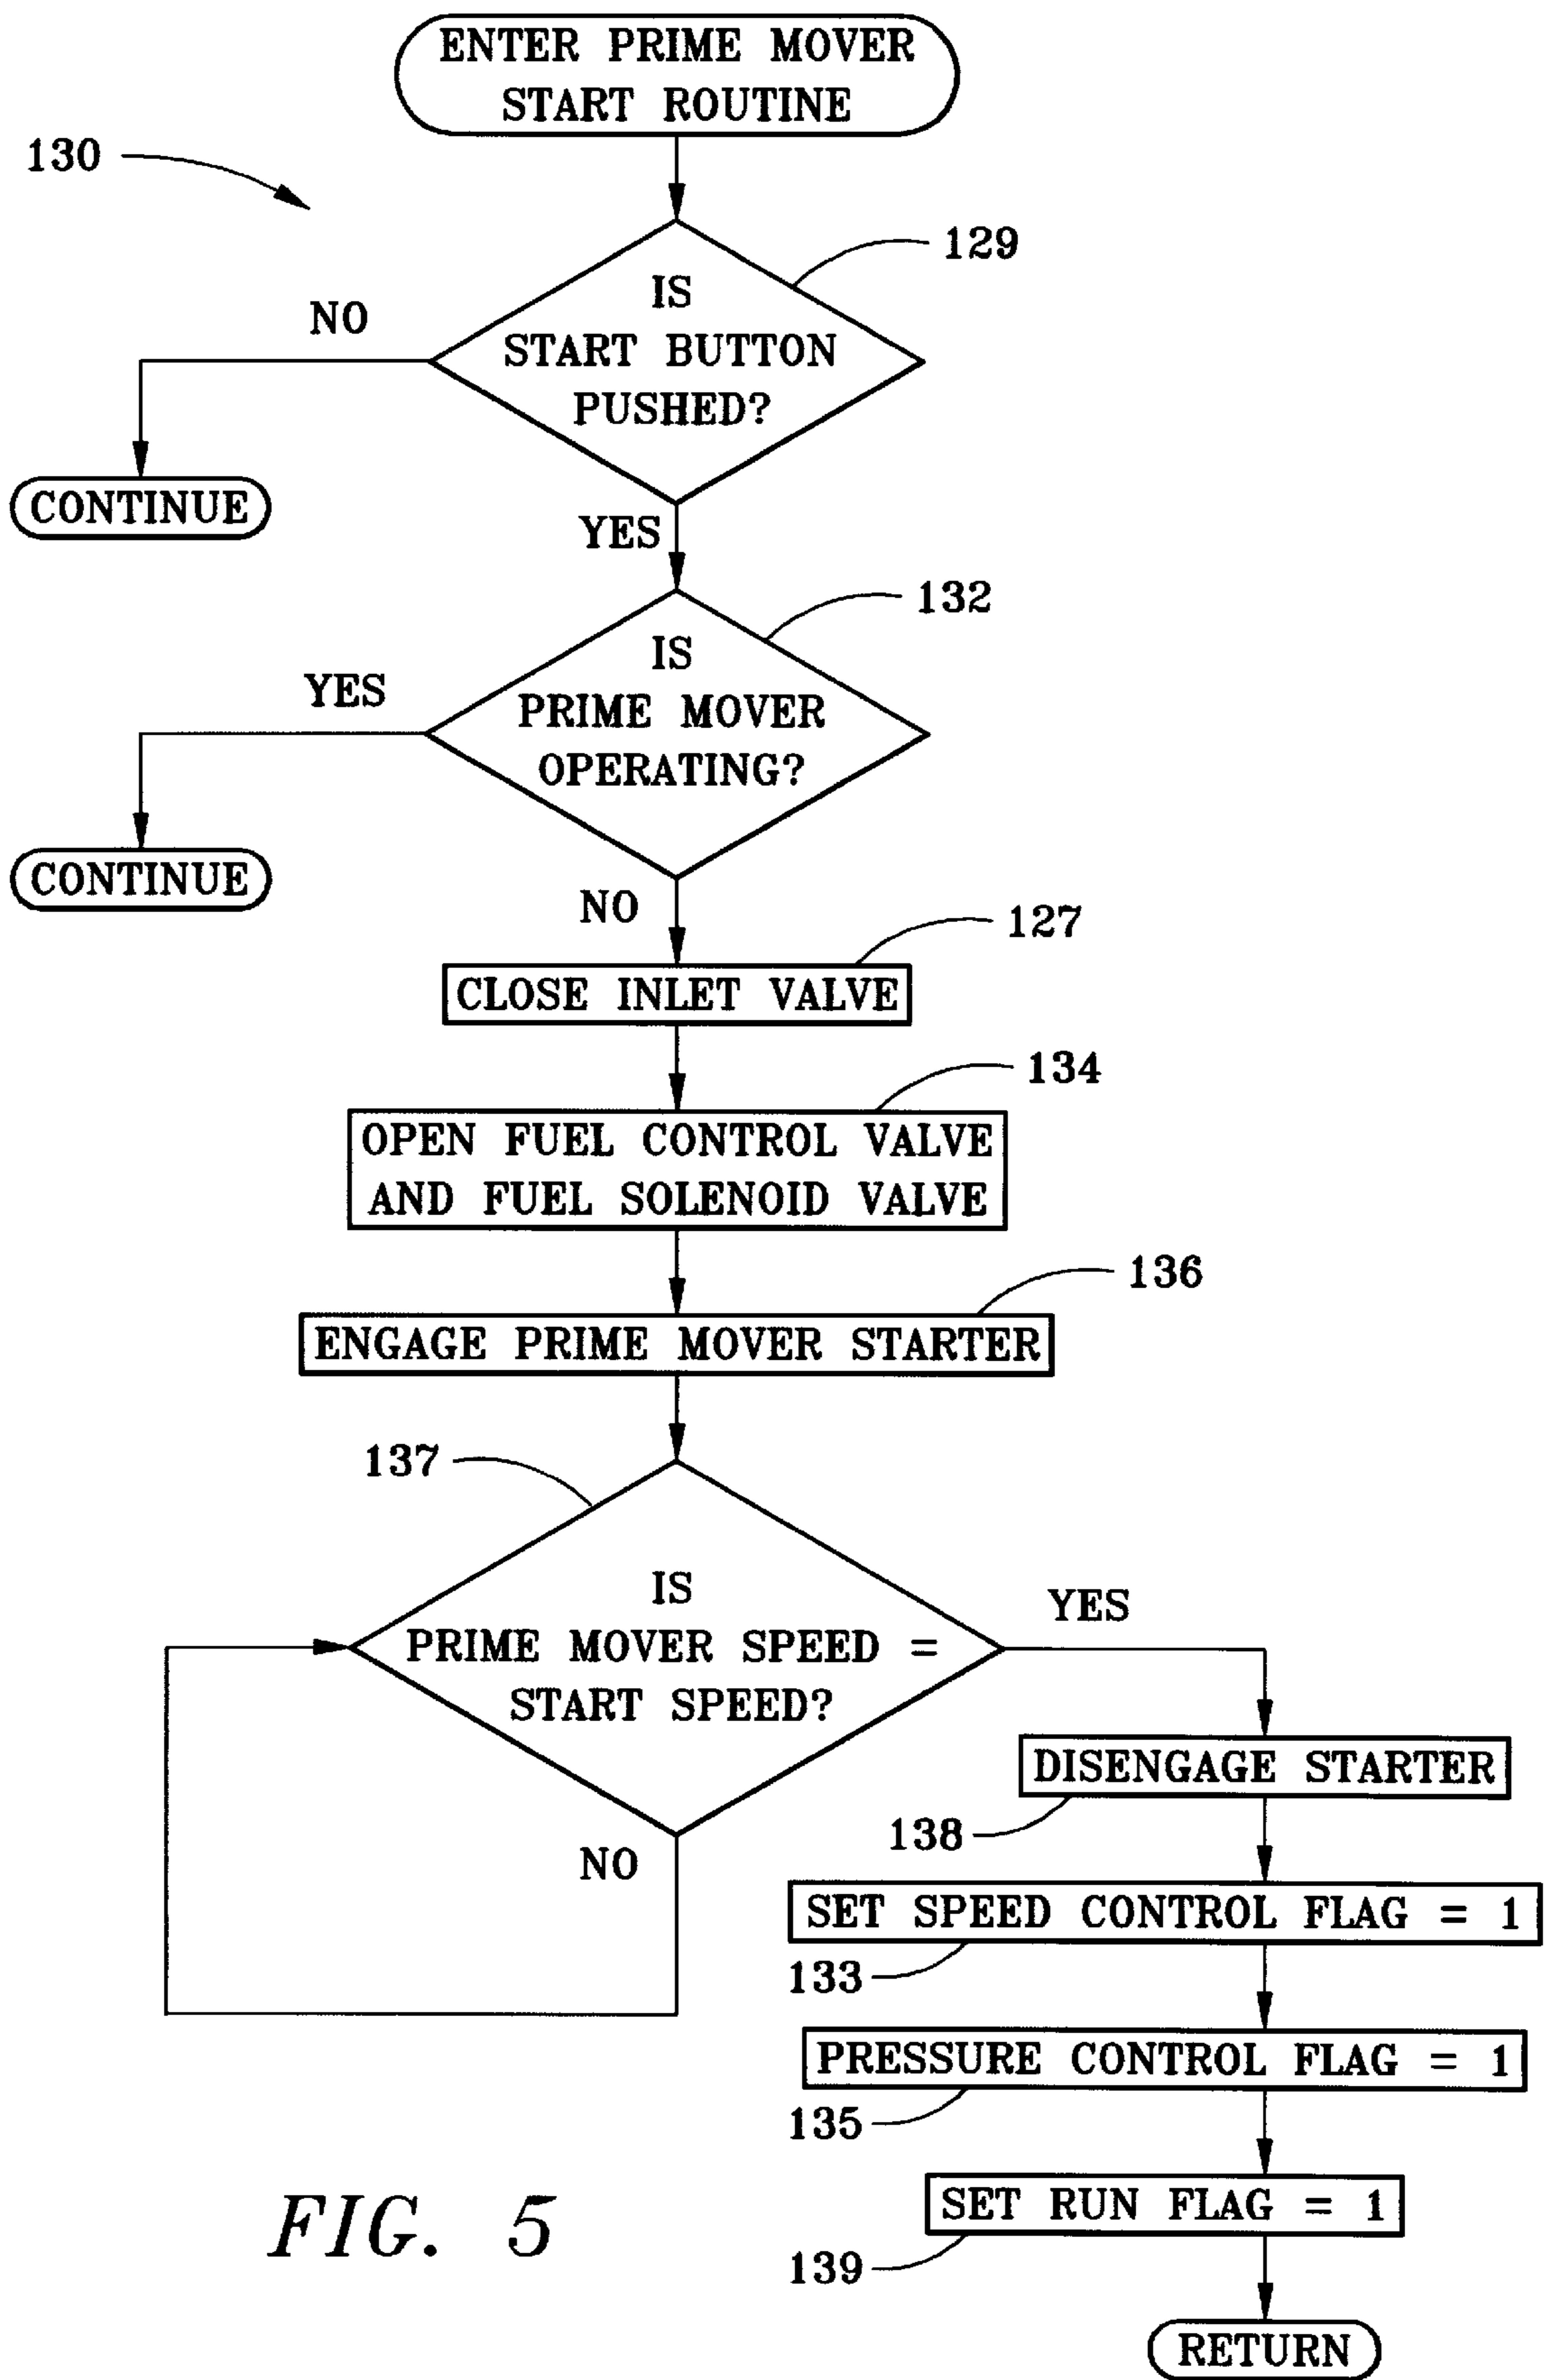 ENTER PRIME MOVER
START ROUTINE
130
129
IS
START BUTTON
PUSHED?
NO
CONTINUE
YES
132
IS
PRIME MOVER
OPERATING?
YES
CONTINUE
NO
127
CLOSE INLET VALVE
134
OPEN FUEL CONTROL VALVE
AND FUEL SOLENOID VALVE
136
ENGAGE PRIME MOVER STARTER
137
IS
PRIME MOVER SPEED =
START SPEED?
YES
NO
DISENGAGE STARTER
138
SET SPEED CONTROL FLAG = 1
133
PRESSURE CONTROL FLAG = 1
135
SET RUN FLAG = 1
139
RETURN
FIG. 5